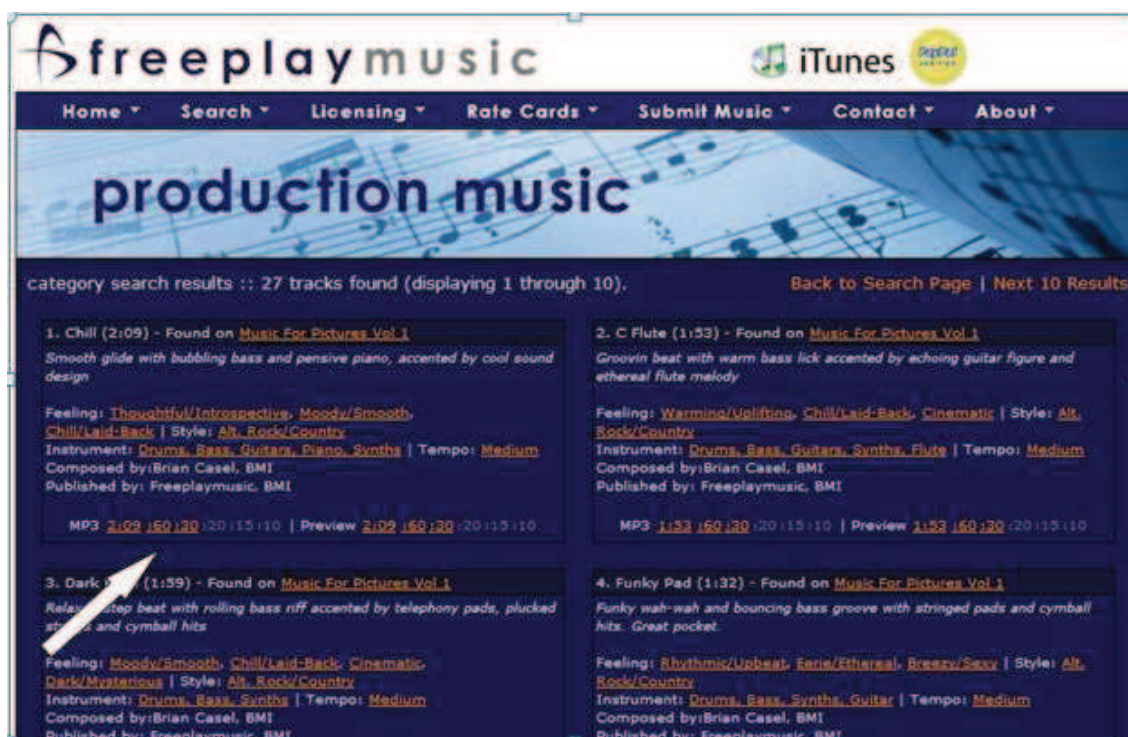 freeplaymusic
iTunes
Home Search Licensing Rate Cards Submit Music Contact About
production music
category search results :: 27 tracks found (displaying 1 through 10).
Back to Search Page | Next 10 Results
1. Chill (2:09) - Found on Music For Pictures Vol 1
Smooth glide with bubbling bass and pensive piano, accented by cool sound
design
Feeling: Thoughtful/Introspective, Moody/Smooth,
Chill/Laid-Back | Style: Alt. Rock/Country
Instrument: Drums, Bass, Guitars, Piano, Synths | Tempo: Medium
Composed by:Brian Casel, BMI
Published by: Freeplaymusic, BMI
MP3 2:09 :60 :30 :20 :15 :10 | Preview 2:09 :60 :30 :20 :15 :10
2. C Flute (1:53) - Found on Music For Pictures Vol 1
Groovin beat with warm bass lick accented by echoing guitar figure and
ethereal flute melody
Feeling: Warming/Uplifting, Chill/Laid-Back, Cinematic | Style: Alt.
Rock/Country
Instrument: Drums, Bass, Guitars, Synths, Flute | Tempo: Medium
Composed by:Brian Casel, BMI
Published by: Freeplaymusic, BMI
MP3 1:53 :60 :30 :20 :15 :10 | Preview 1:53 :60 :30 :20 :15 :10
3. Dark (1:59) - Found on Music For Pictures Vol 1
step beat with rolling bass riff accented by telephony pads, plucked
and cymball hits
Feeling: Moody/Smooth, Chill/Laid-Back, Cinematic,
Dark/Mysterious | Style: Alt. Rock/Country
Instrument: Drums, Bass, Synths | Tempo: Medium
Composed by:Brian Casel, BMI
Published by: Freeplaymusic, BMI
4. Funky Pad (1:32) - Found on Music For Pictures Vol 1
Funky wah-wah and bouncing bass groove with stringed pads and cymball
hits. Great pocket.
Feeling: Rhythmic/Upbeat, Eerie/Ethereal, Breezy/Sexy | Style: Alt.
Rock/Country
Instrument: Drums, Bass, Synths, Guitar | Tempo: Medium
Composed by:Brian Casel, BMI
Published by: Freeplaymusic, BMI